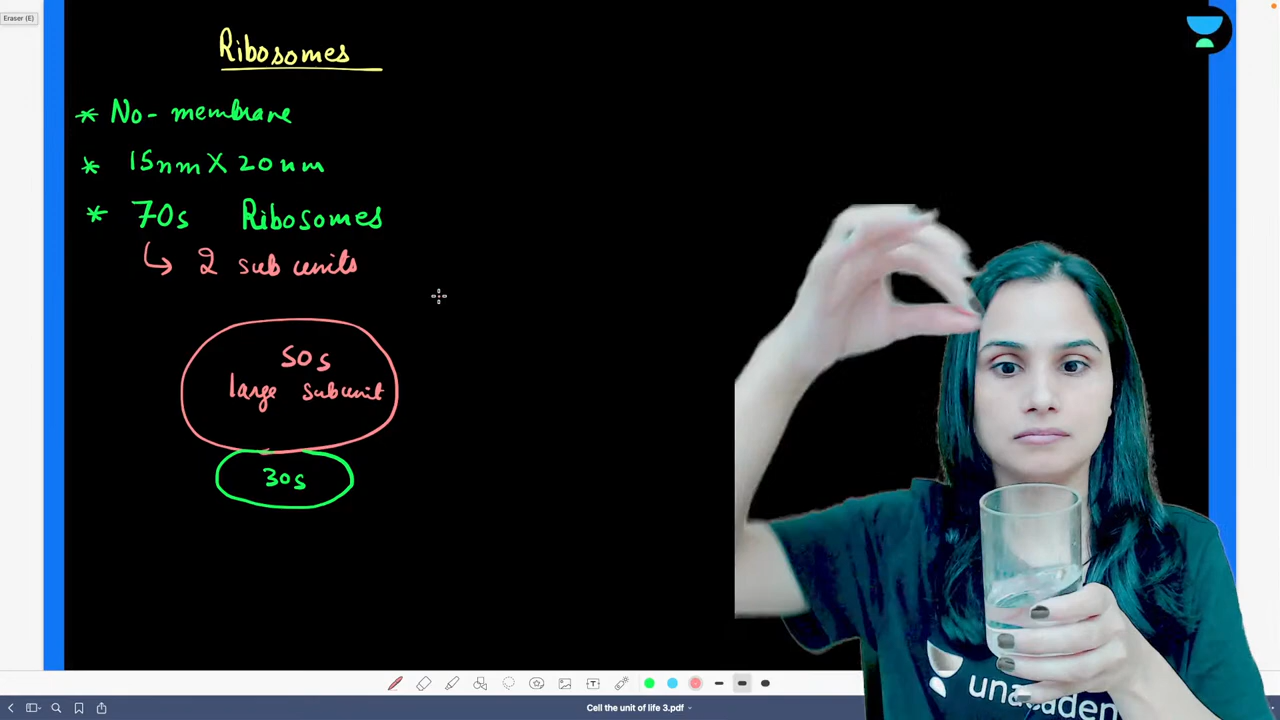 Eraser (E)
Ribosomes
* No- membrane
* 15nm X 20nm
* 70s Ribosomes
↳ 2 sub units
50s
large subunit
30s
unacadem
Cell the unit of life 3.pdf